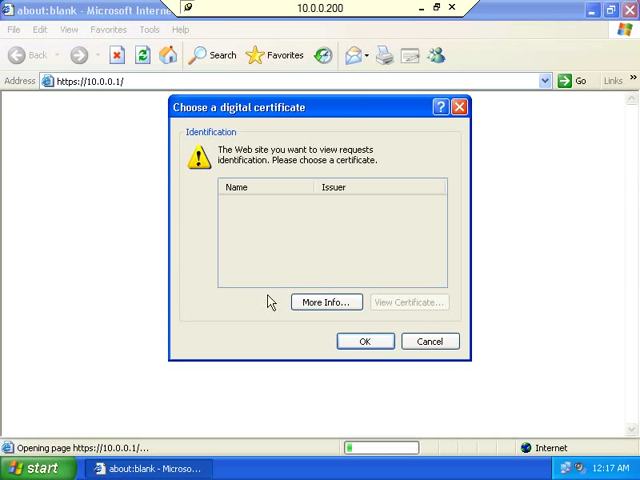 about:blank - Microsoft Intern
10.0.0.200
File Edit View Favorites Tools Help
Back Search Favorites
Address https://10.0.0.1/ Go Links »
Choose a digital certificate
Identification
The Web site you want to view requests
identification. Please choose a certificate.
Name Issuer
More Info... View Certificate...
OK Cancel
Opening page https://10.0.0.1/... Internet
start about:blank - Microso... 12:17 AM